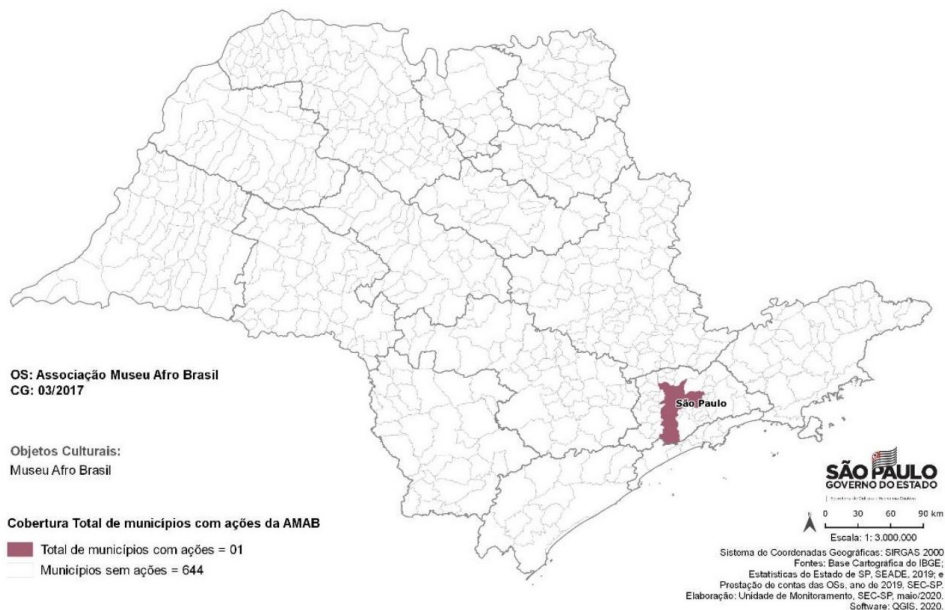 São Paulo
OS: Associação Museu Afro Brasil
CG: 03/2017
Objetos Culturais:
Museu Afro Brasil
Cobertura Total de municípios com ações da AMAB
Total de municípios com ações = 01
Municípios sem ações = 644
SÃO PAULO
GOVERNO DO ESTADO
N
0 30 60 90 km
Escala: 1: 3.000.000
Sistema de Coordenadas Geográficas: SIRGAS 2000
Fontes: Base Cartográfica do IBGE;
Estatísticas do Estado de SP, SEADE, 2019; e
Prestação de contas das OSs, ano de 2019, SEC-SP.
Elaboração: Unidade de Monitoramento, SEC-SP, maio/2020.
Software: QGIS, 2020.